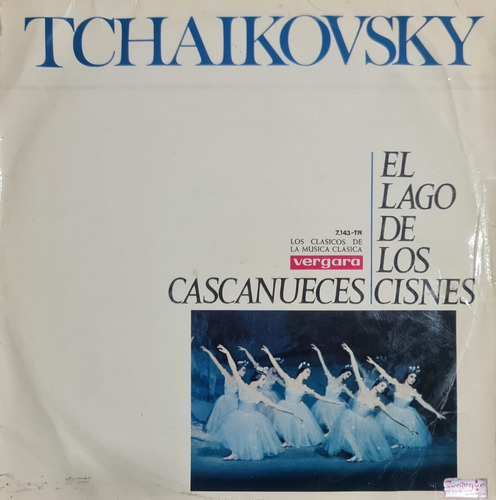 TCHAIKOVSKY
EL
LAGO
DE
LOS
CISNES
7.143-TN
LOS CLASICOS DE
LA MUSICA CLASICA
vergara
CASCANUECES